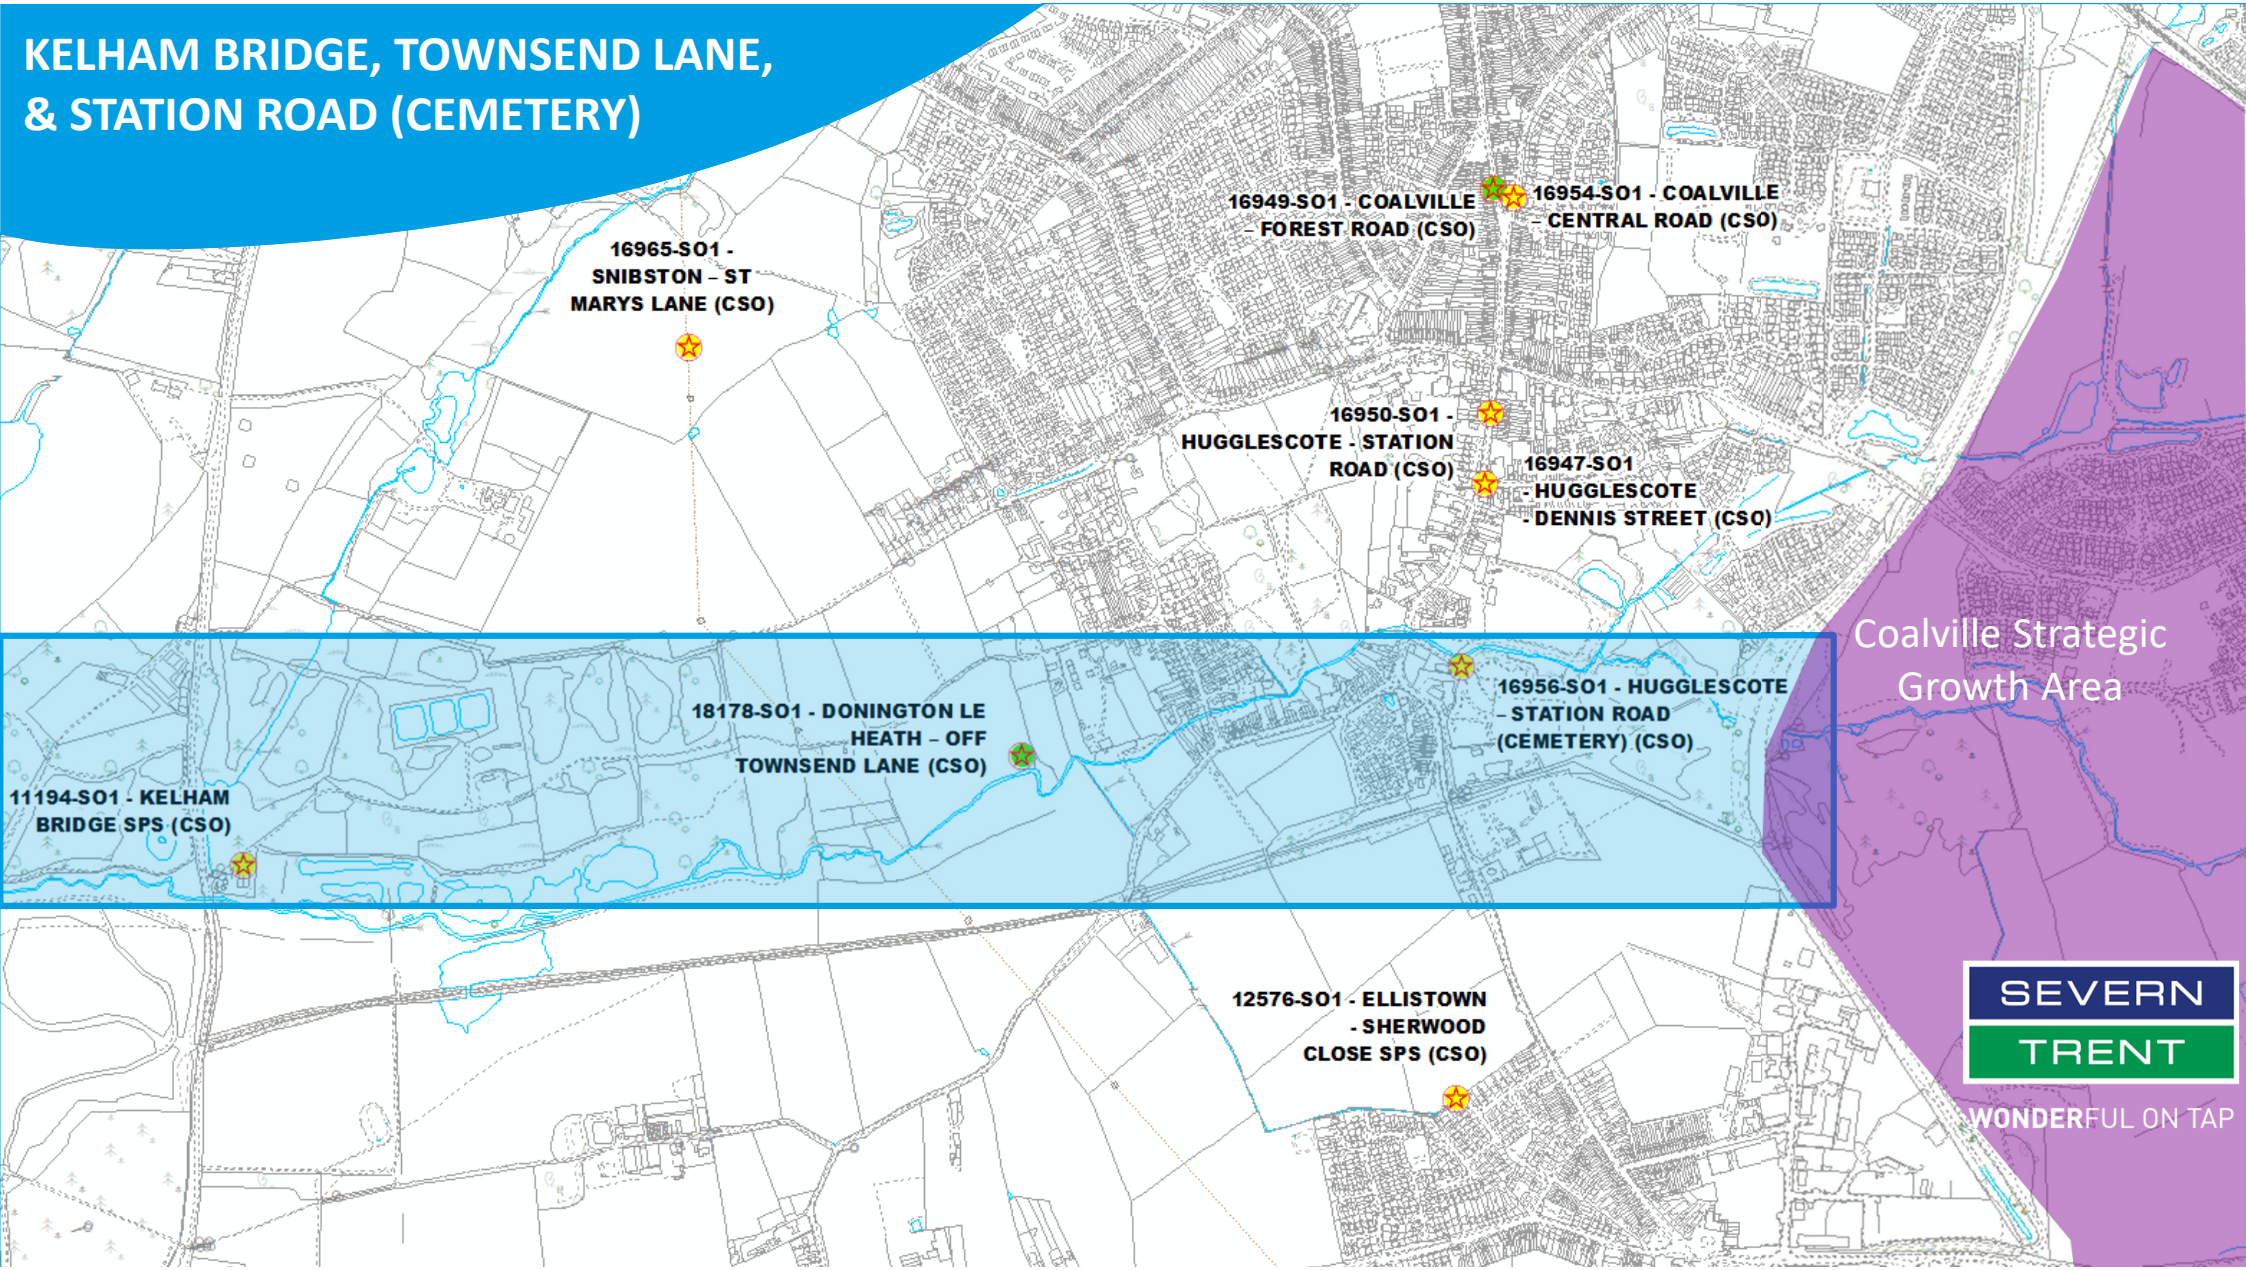 KELHAM BRIDGE, TOWNSEND LANE,
& STATION ROAD (CEMETERY)
16949-SO1 - COALVILLE
– FOREST ROAD (CSO)
16954-SO1 - COALVILLE
– CENTRAL ROAD (CSO)
16965-SO1 -
SNIBSTON – ST
MARYS LANE (CSO)
16950-SO1 -
HUGGLESCOTE - STATION
ROAD (CSO)
16947-SO1
- HUGGLESCOTE
- DENNIS STREET (CSO)
Coalville Strategic
Growth Area
16956-SO1 - HUGGLESCOTE
– STATION ROAD
(CEMETERY) (CSO)
18178-SO1 - DONINGTON LE
HEATH – OFF
TOWNSEND LANE (CSO)
11194-SO1 - KELHAM
BRIDGE SPS (CSO)
12576-SO1 - ELLISTOWN
- SHERWOOD
CLOSE SPS (CSO)
SEVERN
TRENT
WONDERFUL ON TAP